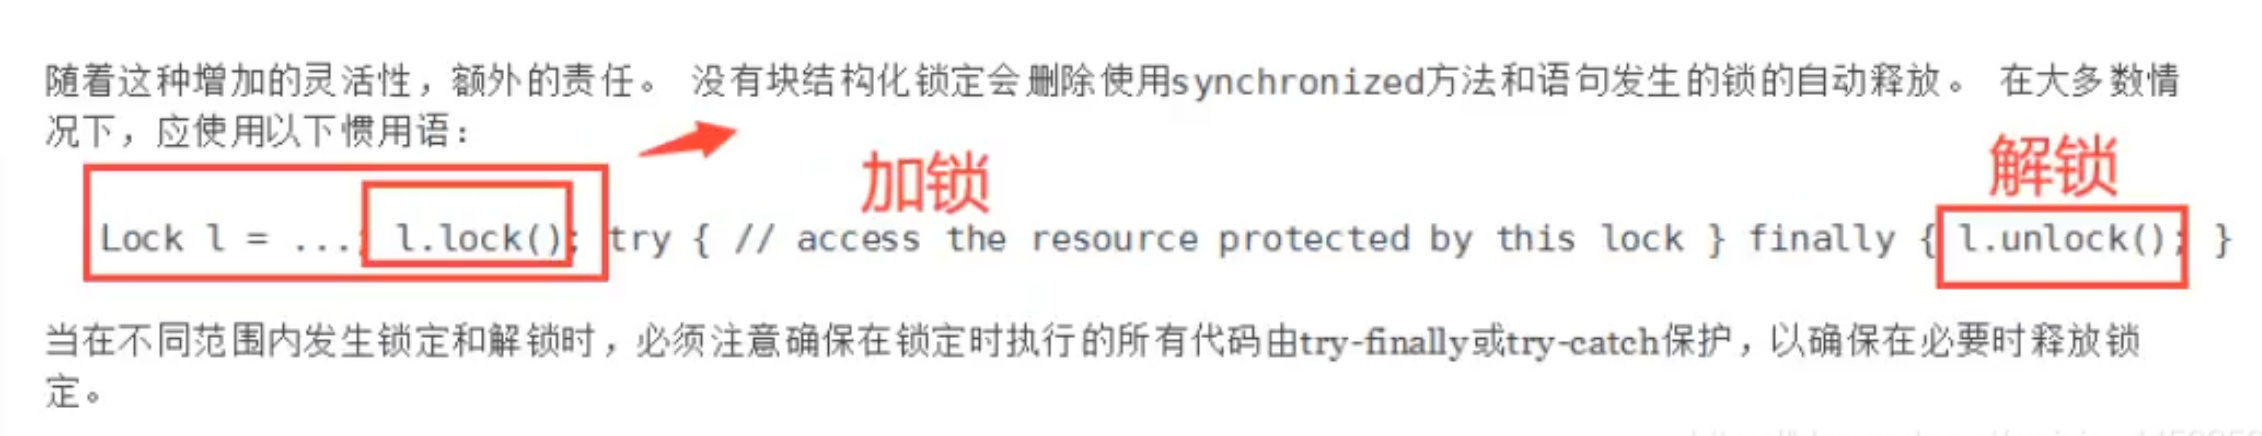 随着这种增加的灵活性，额外的责任。 没有块结构化锁定会删除使用synchronized方法和语句发生的锁的自动释放。 在大多数情
况下，应使用以下惯用语：
加锁
解锁
Lock l = ...; l.lock(); try { // access the resource protected by this lock } finally { l.unlock(); }
当在不同范围内发生锁定和解锁时，必须注意确保在锁定时执行的所有代码由try-finally或try-catch保护，以确保在必要时释放锁
定。